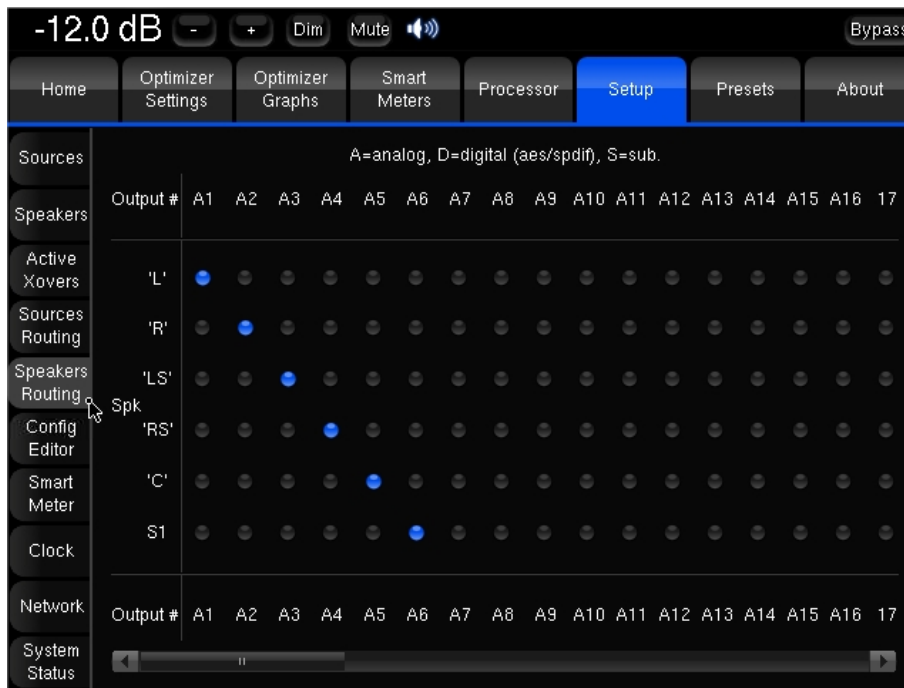 -12.0 dB - + Dim Mute Bypass
Home Optimizer Settings Optimizer Graphs Smart Meters Processor Setup Presets About
Sources
Speakers
Active
Xovers
Sources
Routing
Speakers
Routing
Config
Editor
Smart
Meter
Clock
Network
System
Status
A=analog, D=digital (aes/spdif), S=sub.
Output # A1 A2 A3 A4 A5 A6 A7 A8 A9 A10 A11 A12 A13 A14 A15 A16 17
'L'
'R'
'LS'
Spk
'RS'
'C'
S1
Output # A1 A2 A3 A4 A5 A6 A7 A8 A9 A10 A11 A12 A13 A14 A15 A16 17